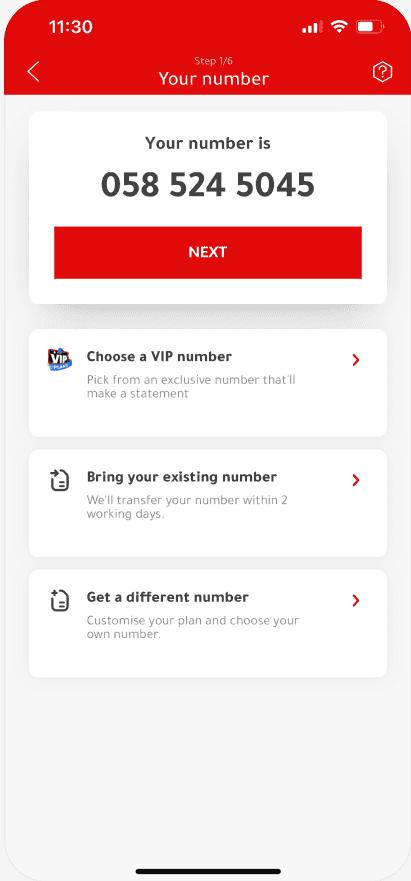 11:30
Step 1/6
Your number
Your number is
058 524 5045
NEXT
VIP
PLANS
Choose a VIP number
Pick from an exclusive number that'll
make a statement
Bring your existing number
We'll transfer your number within 2
working days.
Get a different number
Customise your plan and choose your
own number.